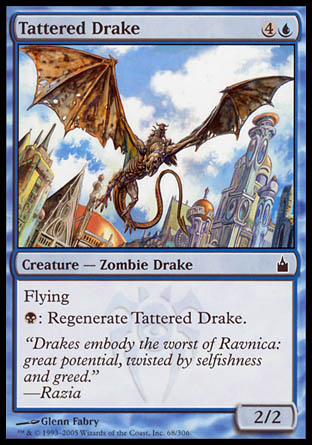 Tattered Drake 4
Creature — Zombie Drake
Flying
: Regenerate Tattered Drake.
“Drakes embody the worst of Ravnica:
great potential, twisted by selfishness
and greed.”
—Razia
Glenn Fabry
™ & © 1993-2005 Wizards of the Coast, Inc. 68/306
2/2